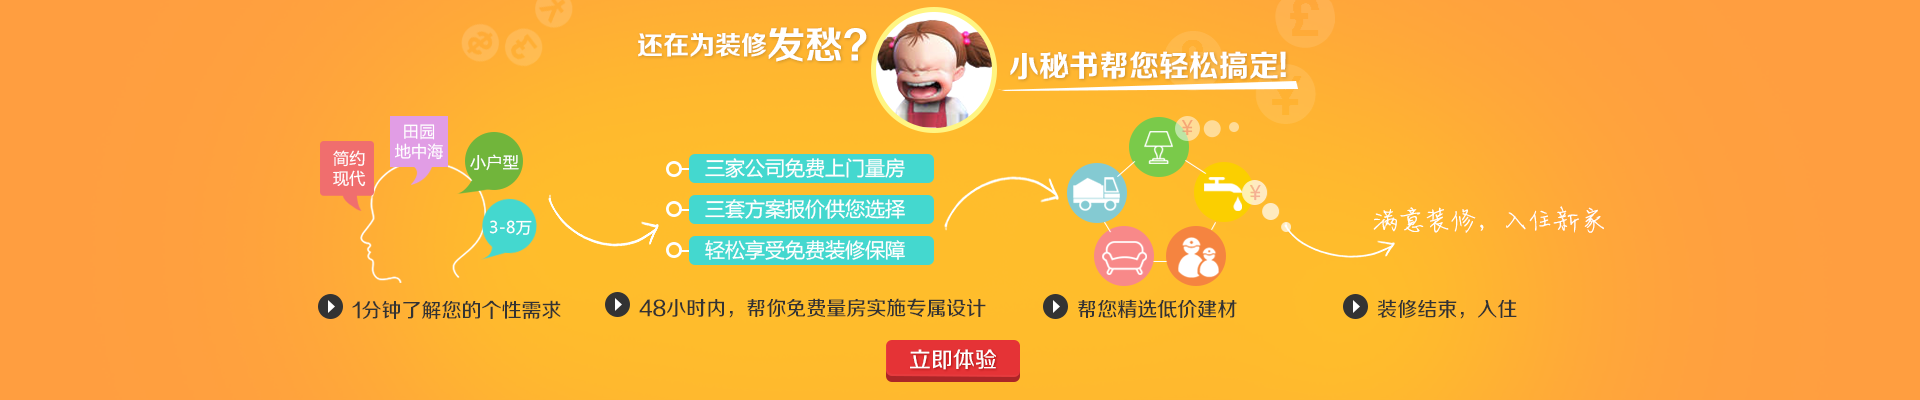 还在为装修发愁?
小秘书帮您轻松搞定!
简约
现代
田园
地中海
小户型
3-8万
三家公司免费上门量房
三套方案报价供您选择
轻松享受免费装修保障
¥
¥
满意装修，入住新家
1分钟了解您的个性需求
48小时内，帮你免费量房实施专属设计
帮您精选低价建材
装修结束，入住
立即体验